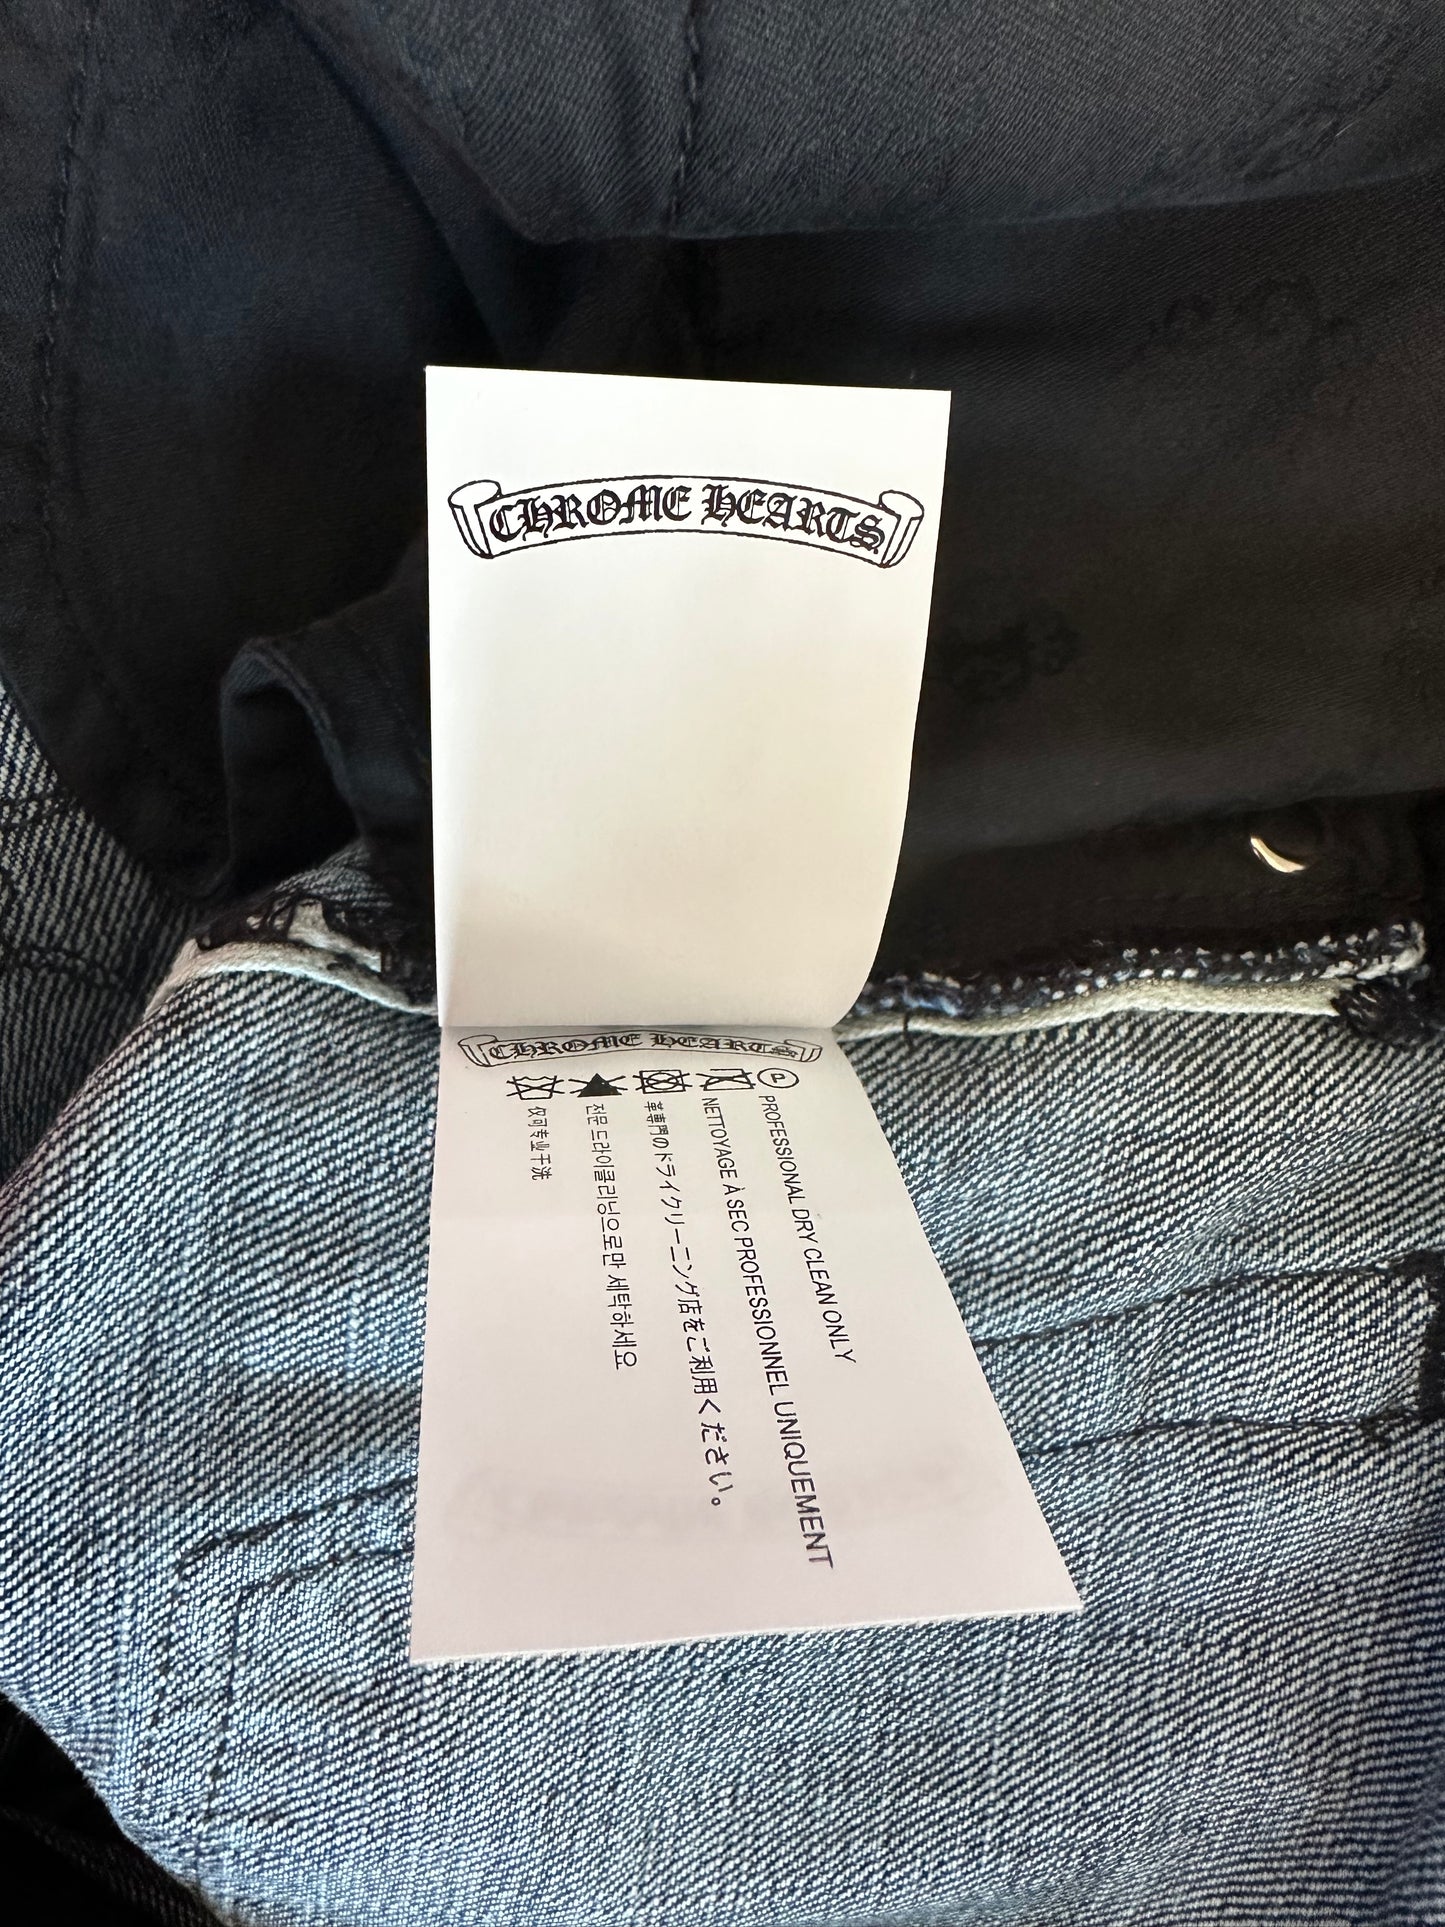 CHROME HEARTS
CHROME HEARTS
P
PROFESSIONAL DRY CLEAN ONLY
NETTOYAGE À SEC PROFESSIONNEL UNIQUEMENT
革専門のドライクリーニング店をご利用ください。
전문 드라이클리닝으로만 세탁하세요
仅可专业干洗